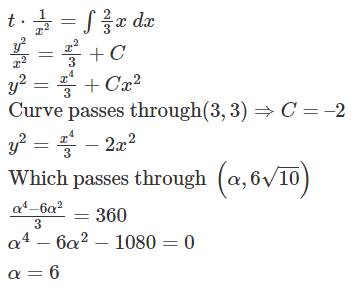 t · 1/x² = ∫ 2/3 x dx
y²/x² = x²/3 + C
y² = x⁴/3 + Cx²
Curve passes through(3, 3) ⇒ C = –2
y² = x⁴/3 − 2x²
Which passes through (α, 6√10)
(α⁴−6α²)/3 = 360
α⁴ − 6α² − 1080 = 0
α = 6